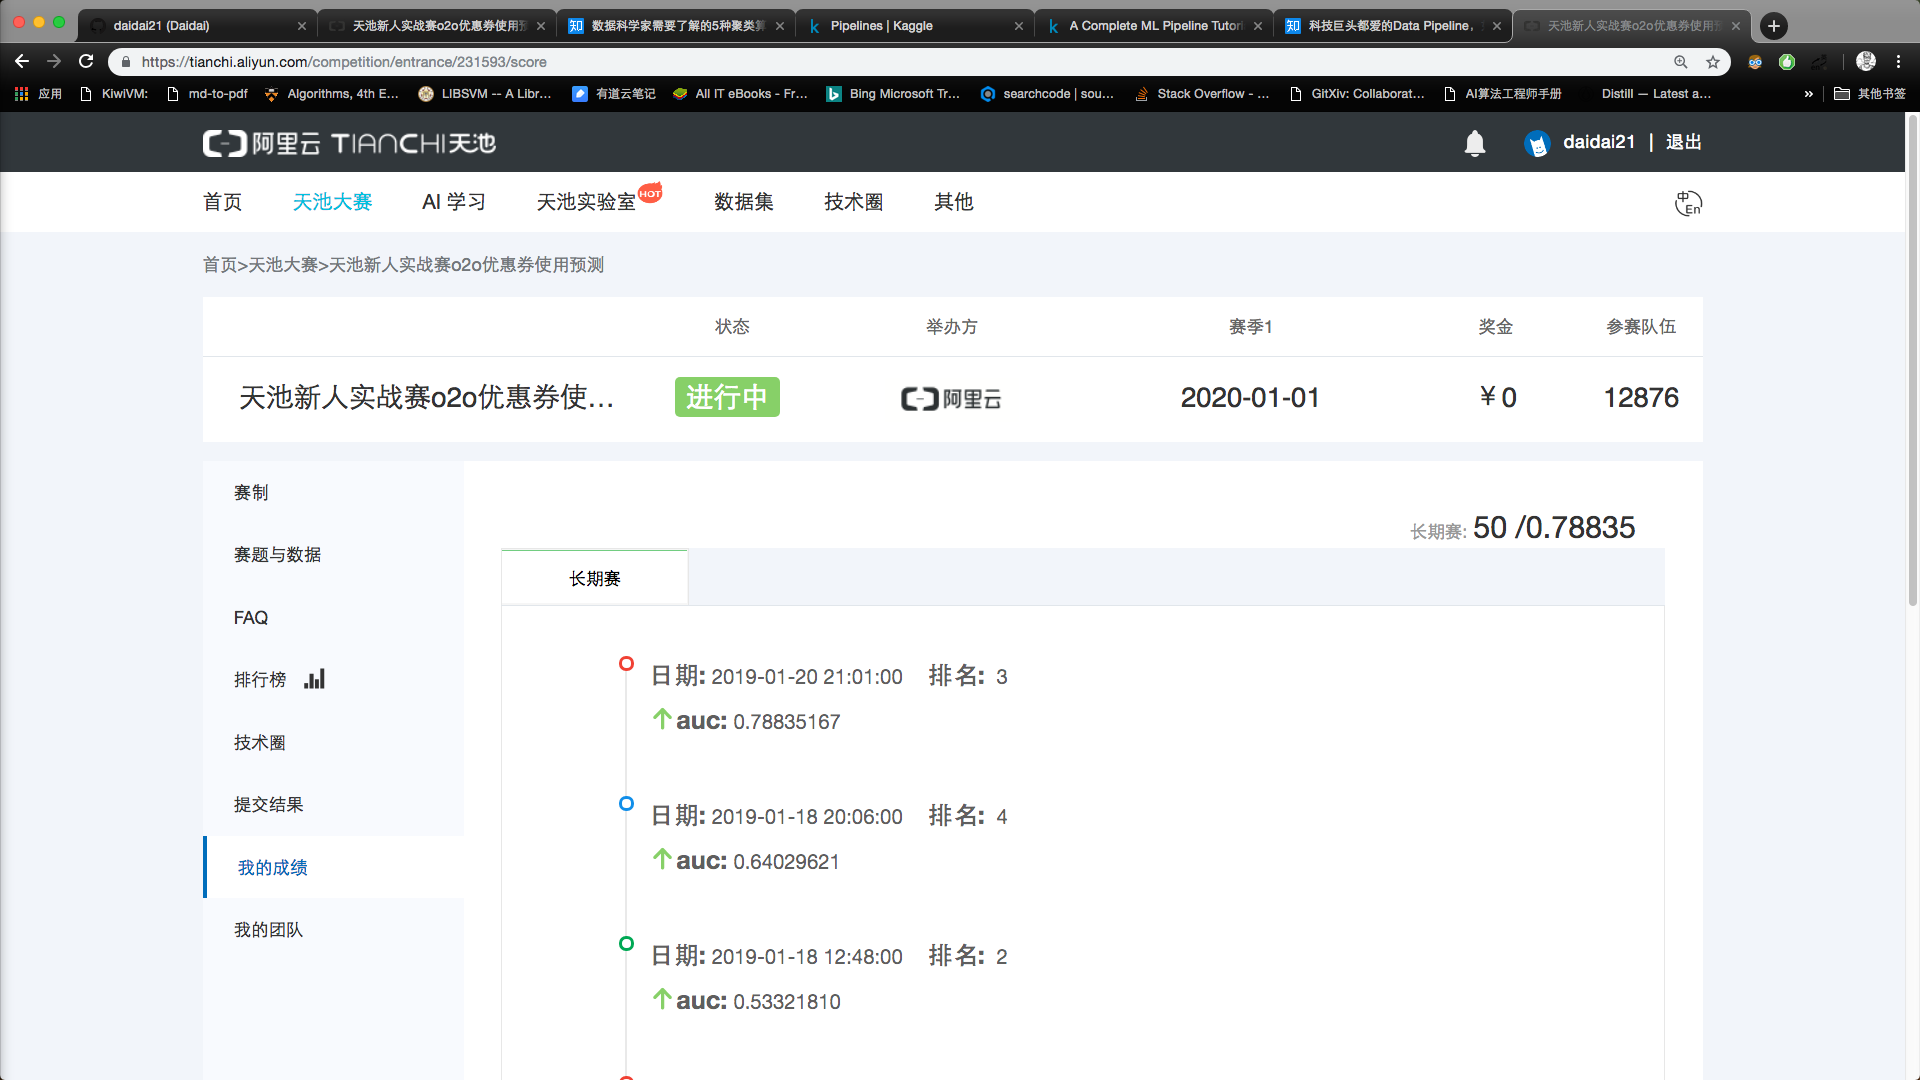 daidai21 (Daidai)
天池新人实战赛o2o优惠券使用预
数据科学家需要了解的5种聚类算
Pipelines | Kaggle
A Complete ML Pipeline Tutori
科技巨头都爱的Data Pipeline,
天池新人实战赛o2o优惠券使用预
https://tianchi.aliyun.com/competition/entrance/231593/score
应用
KiwiVM:
md-to-pdf
Algorithms, 4th E...
LIBSVM -- A Libr...
有道云笔记
All IT eBooks - Fr...
Bing Microsoft Tr...
searchcode | sou...
Stack Overflow - ...
GitXiv: Collaborat...
AI算法工程师手册
Distill — Latest a...
»
其他书签
阿里云 TIANCHI天池
daidai21 | 退出
首页
天池大赛
AI 学习
天池实验室
HOT
数据集
技术圈
其他
中 En
首页>天池大赛>天池新人实战赛o2o优惠券使用预测
状态
举办方
赛季1
奖金
参赛队伍
天池新人实战赛o2o优惠券使...
进行中
阿里云
2020-01-01
￥0
12876
赛制
赛题与数据
FAQ
排行榜
技术圈
提交结果
我的成绩
我的团队
长期赛: 50 /0.78835
长期赛
日期: 2019-01-20 21:01:00 排名: 3
auc: 0.78835167
日期: 2019-01-18 20:06:00 排名: 4
auc: 0.64029621
日期: 2019-01-18 12:48:00 排名: 2
auc: 0.53321810